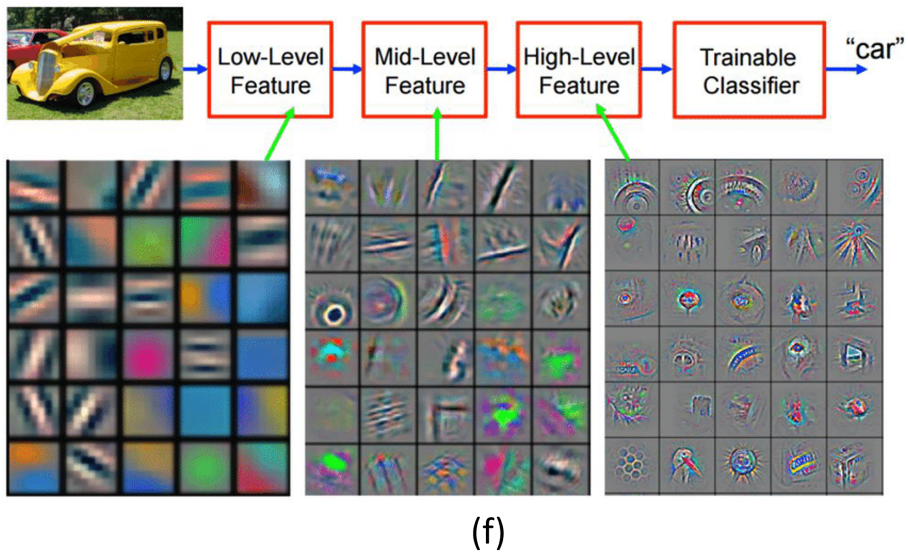 Low-Level
Feature
Mid-Level
Feature
High-Level
Feature
Trainable
Classifier
“car”
(f)